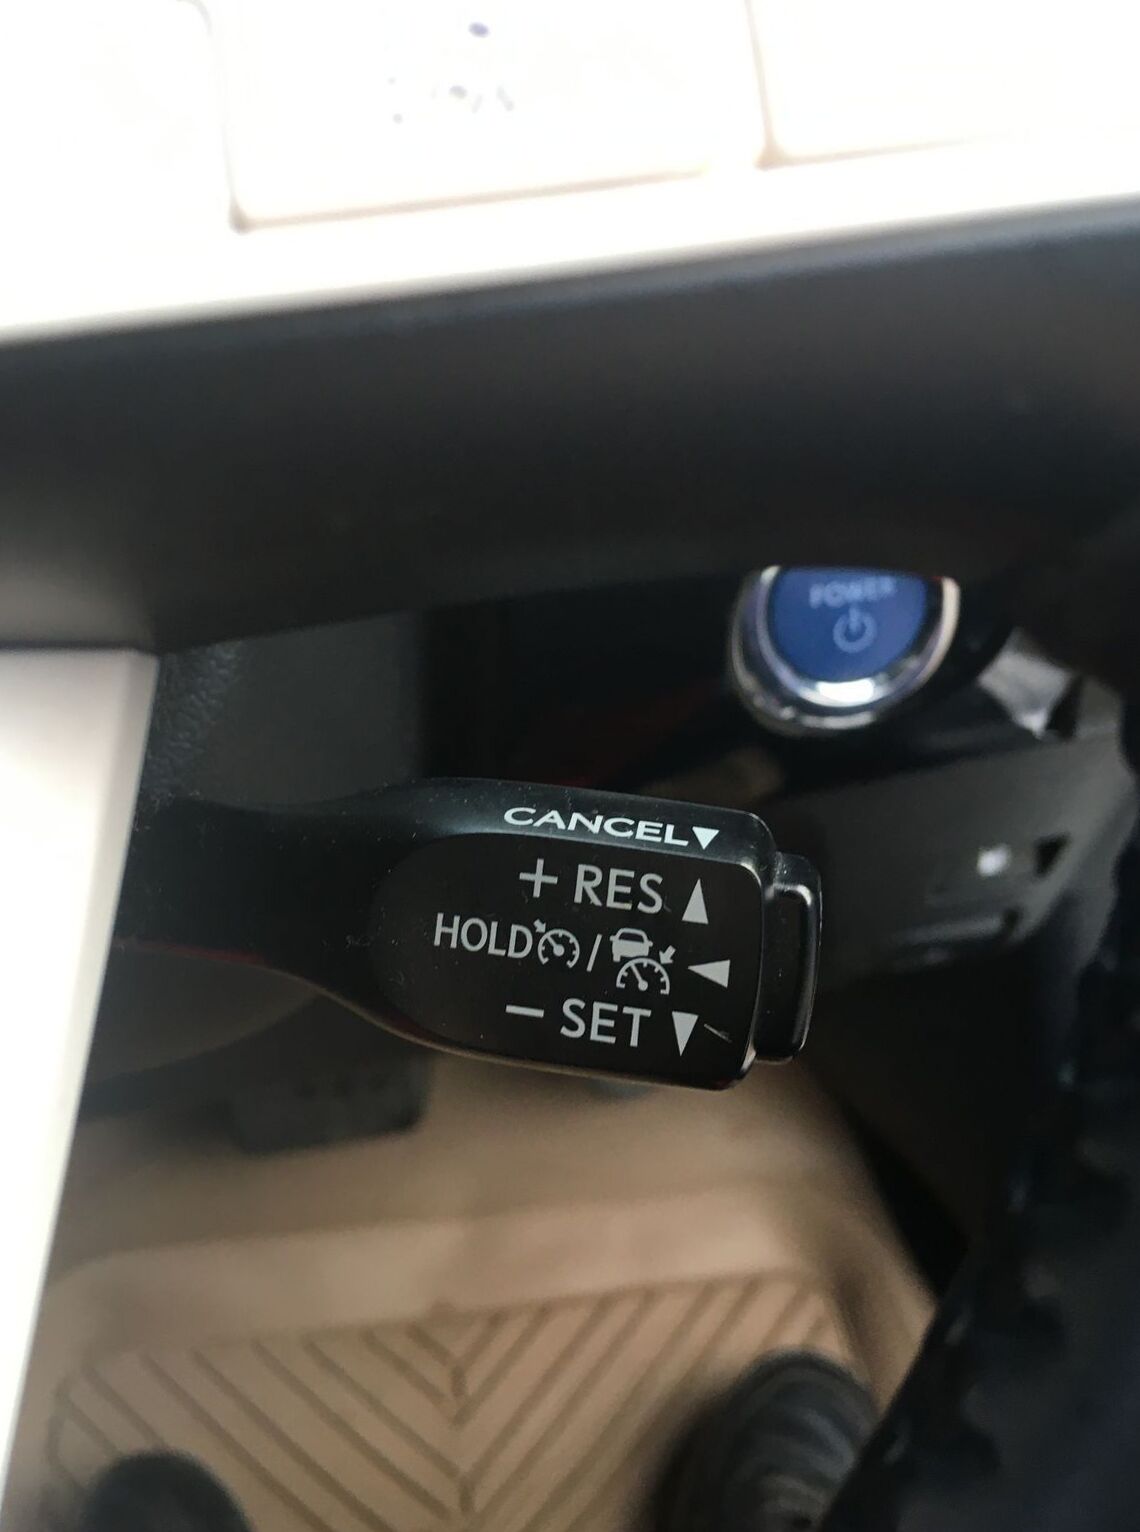 POWER
CANCEL
+ RES
HOLD /
− SET